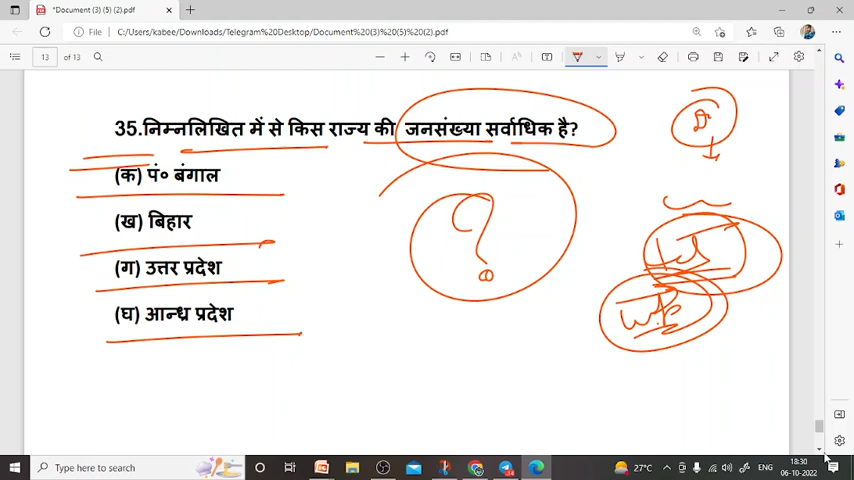 *Document (3) (5) (2).pdf
File
C:/Users/kabee/Downloads/Telegram%20Desktop/Document%20(3)%20(5)%20(2).pdf
13 of 13
35.निम्नलिखित में से किस राज्य की जनसंख्या सर्वाधिक है?
(क) पं० बंगाल
(ख) बिहार
(ग) उत्तर प्रदेश
(घ) आन्ध्र प्रदेश
?
Type here to search
27°C
ENG
18:30
06-10-2022